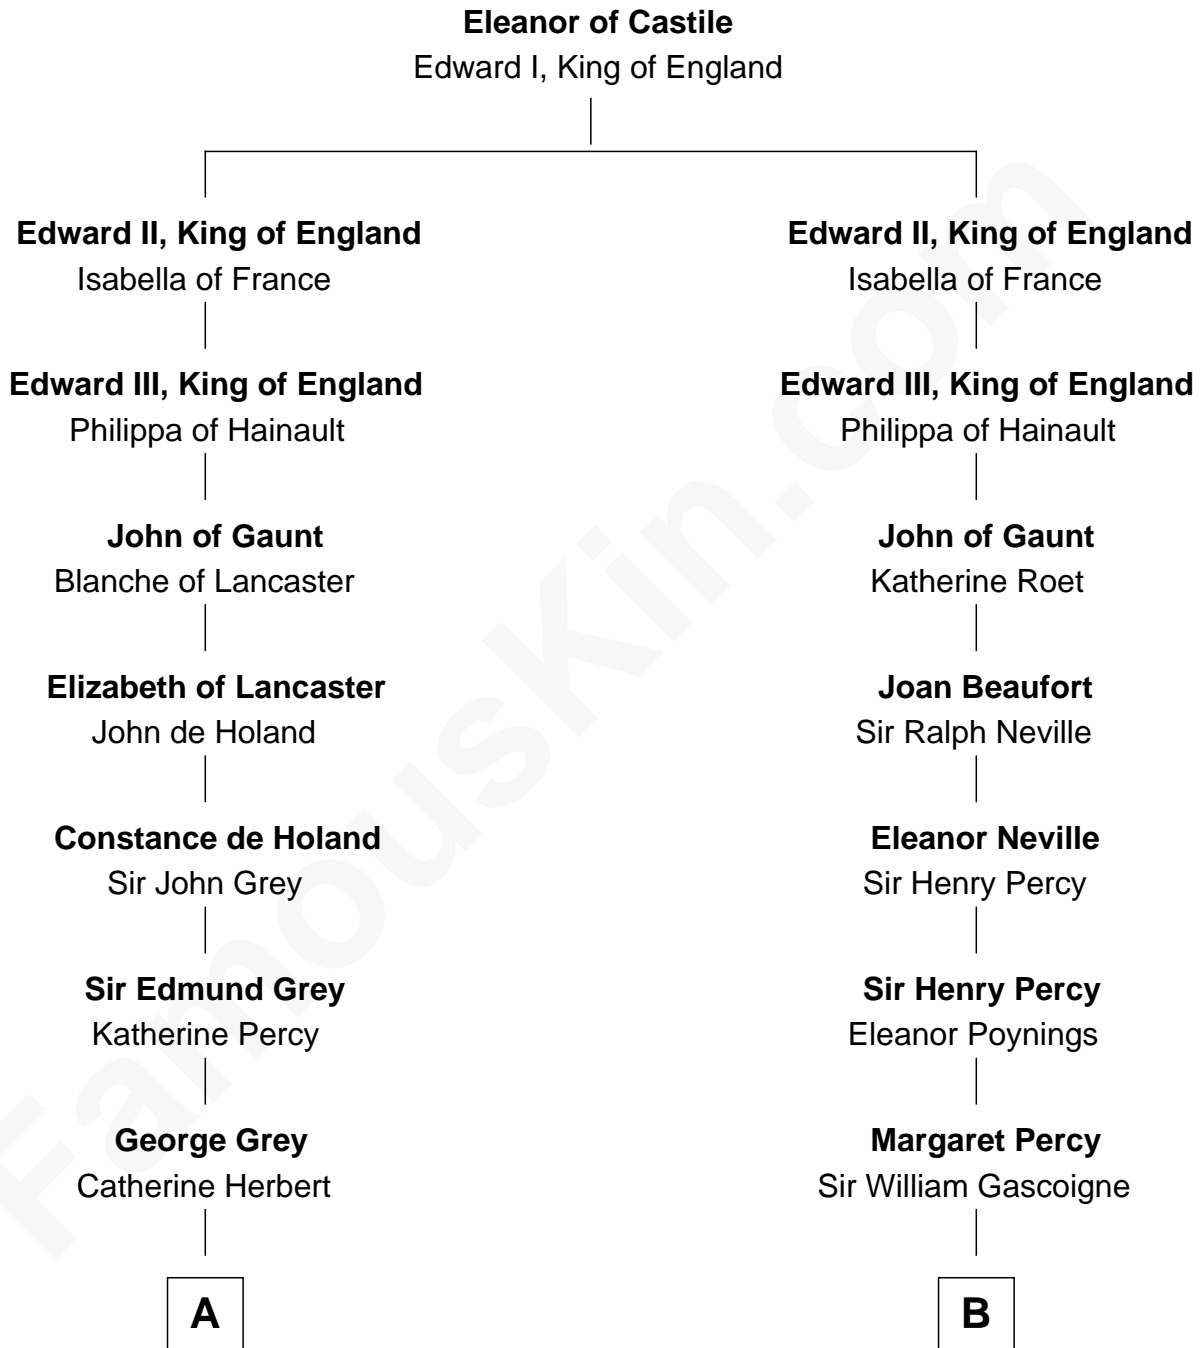 Eleanor of Castile
Edward I, King of England
Edward II, King of England
Isabella of France
Edward III, King of England
Philippa of Hainault
John of Gaunt
Blanche of Lancaster
Elizabeth of Lancaster
John de Holand
Constance de Holand
Sir John Grey
Sir Edmund Grey
Katherine Percy
George Grey
Catherine Herbert
A
Edward II, King of England
Isabella of France
Edward III, King of England
Philippa of Hainault
John of Gaunt
Katherine Roet
Joan Beaufort
Sir Ralph Neville
Eleanor Neville
Sir Henry Percy
Sir Henry Percy
Eleanor Poynings
Margaret Percy
Sir William Gascoigne
B
FamousKin.com